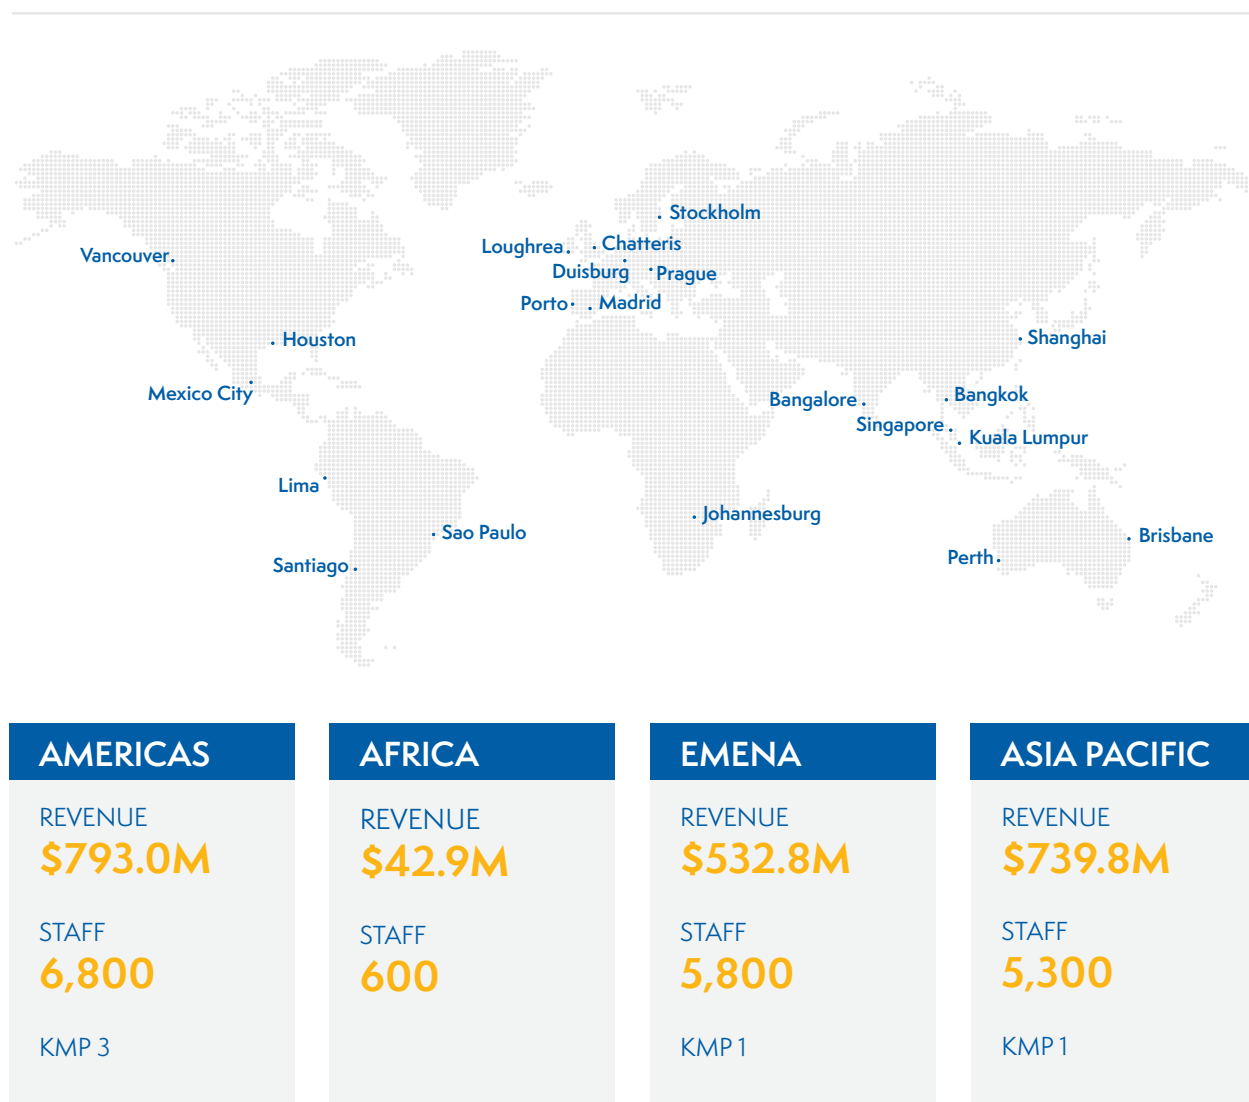 Stockholm
Loughrea
Chatteris
Vancouver
Duisburg
Prague
Porto
Madrid
Houston
Shanghai
Mexico City
Bangalore
Bangkok
Singapore
Kuala Lumpur
Lima
Johannesburg
Sao Paulo
Brisbane
Perth
Santiago
AMERICAS
REVENUE
$793.0M
STAFF
6,800
KMP 3
AFRICA
REVENUE
$42.9M
STAFF
600
EMENA
REVENUE
$532.8M
STAFF
5,800
KMP 1
ASIA PACIFIC
REVENUE
$739.8M
STAFF
5,300
KMP 1